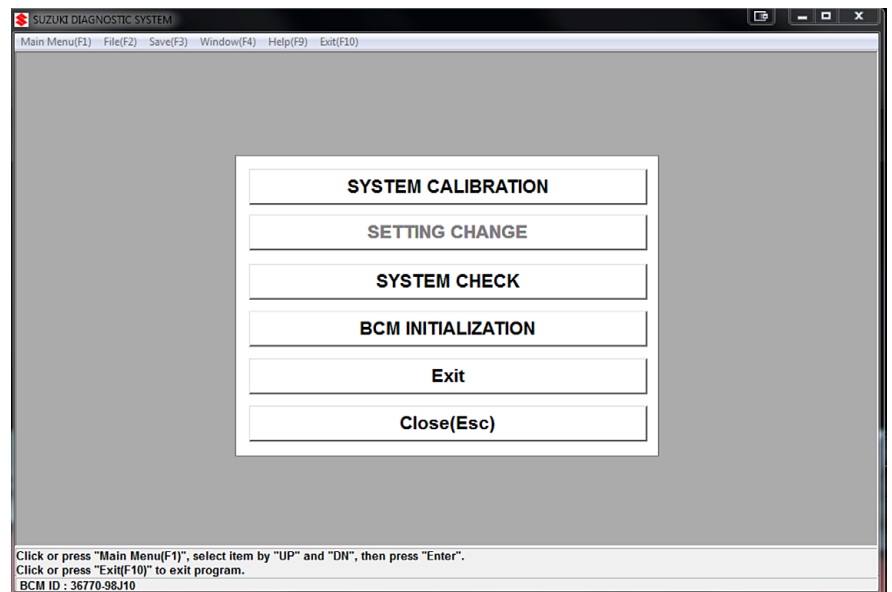 SUZUKI DIAGNOSTIC SYSTEM
Main Menu(F1) File(F2) Save(F3) Window(F4) Help(F9) Exit(F10)
SYSTEM CALIBRATION
SETTING CHANGE
SYSTEM CHECK
BCM INITIALIZATION
Exit
Close(Esc)
Click or press "Main Menu(F1)", select item by "UP" and "DN", then press "Enter".
Click or press "Exit(F10)" to exit program.
BCM ID : 36770-98J10